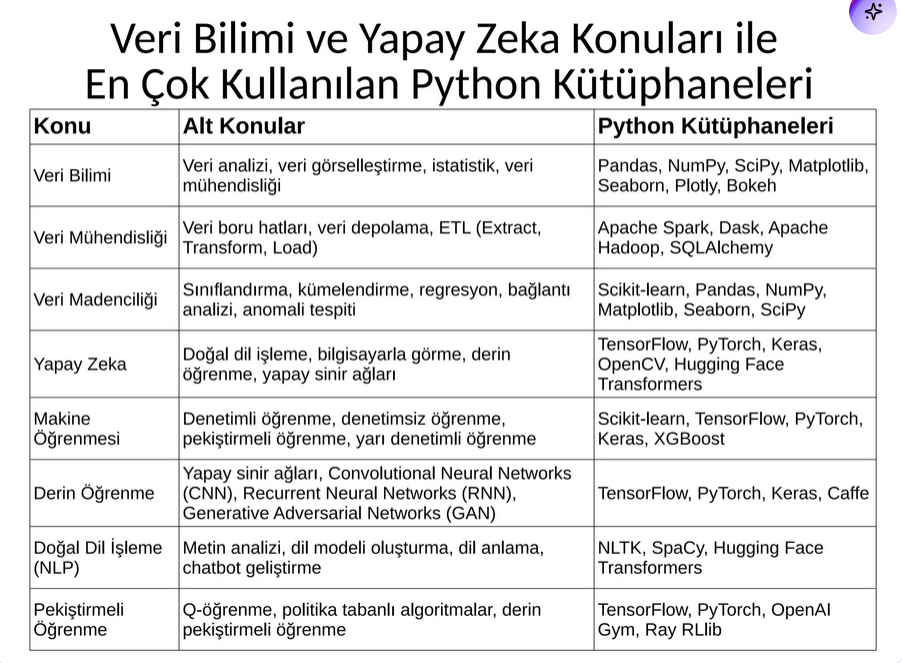 Veri Bilimi ve Yapay Zeka Konuları ile
En Çok Kullanılan Python Kütüphaneleri
Konu Alt Konular Python Kütüphaneleri
Veri Bilimi
Veri analizi, veri görselleştirme, istatistik, veri
mühendisliği
Pandas, NumPy, SciPy, Matplotlib,
Seaborn, Plotly, Bokeh
Veri Mühendisliği
Veri boru hatları, veri depolama, ETL (Extract,
Transform, Load)
Apache Spark, Dask, Apache
Hadoop, SQLAlchemy
Veri Madenciliği
Sınıflandırma, kümelendirme, regresyon, bağlantı
analizi, anomali tespiti
Scikit-learn, Pandas, NumPy,
Matplotlib, Seaborn, SciPy
Yapay Zeka
Doğal dil işleme, bilgisayarla görme, derin
öğrenme, yapay sinir ağları
TensorFlow, PyTorch, Keras,
OpenCV, Hugging Face
Transformers
Makine
Öğrenmesi
Denetimli öğrenme, denetimsiz öğrenme,
pekiştirmeli öğrenme, yarı denetimli öğrenme
Scikit-learn, TensorFlow, PyTorch,
Keras, XGBoost
Derin Öğrenme
Yapay sinir ağları, Convolutional Neural Networks
(CNN), Recurrent Neural Networks (RNN),
Generative Adversarial Networks (GAN)
TensorFlow, PyTorch, Keras, Caffe
Doğal Dil İşleme
(NLP)
Metin analizi, dil modeli oluşturma, dil anlama,
chatbot geliştirme
NLTK, SpaCy, Hugging Face
Transformers
Pekiştirmeli
Öğrenme
Q-öğrenme, politika tabanlı algoritmalar, derin
pekiştirmeli öğrenme
TensorFlow, PyTorch, OpenAI
Gym, Ray RLlib